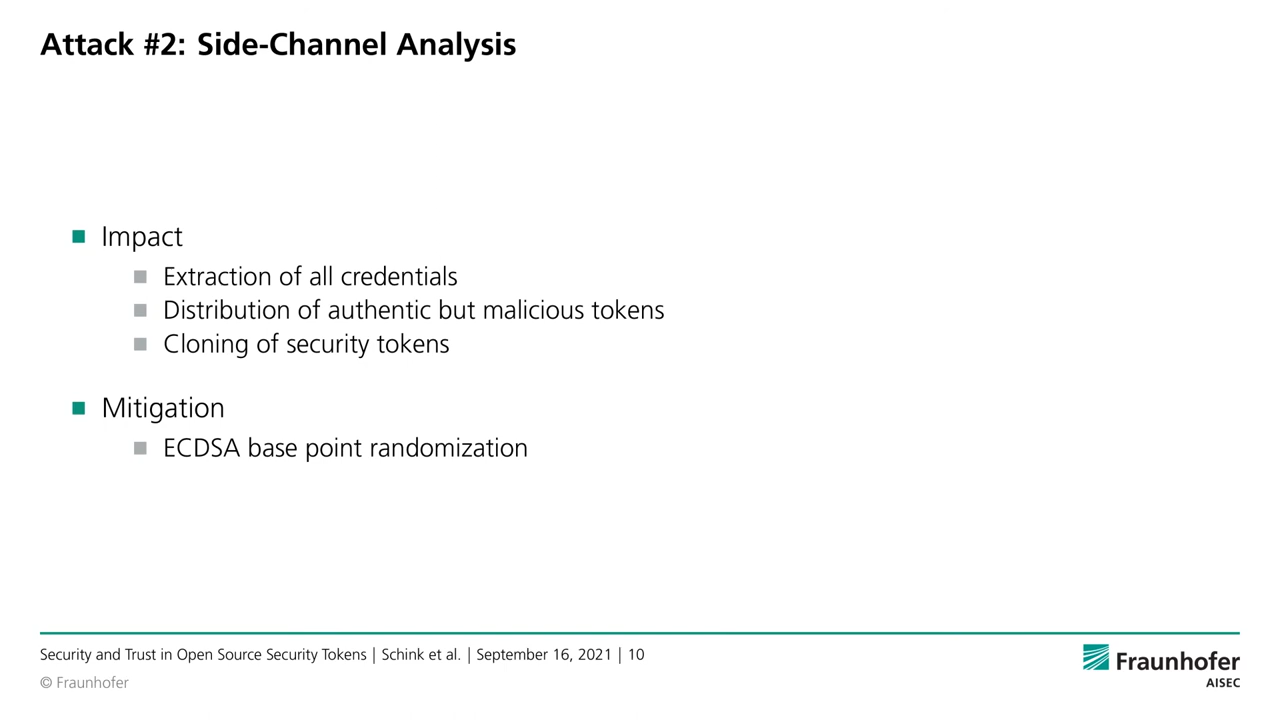 Attack #2: Side-Channel Analysis
Impact
Extraction of all credentials
Distribution of authentic but malicious tokens
Cloning of security tokens
Mitigation
ECDSA base point randomization
Security and Trust in Open Source Security Tokens | Schink et al. | September 16, 2021 | 10
© Fraunhofer
Fraunhofer
AISEC